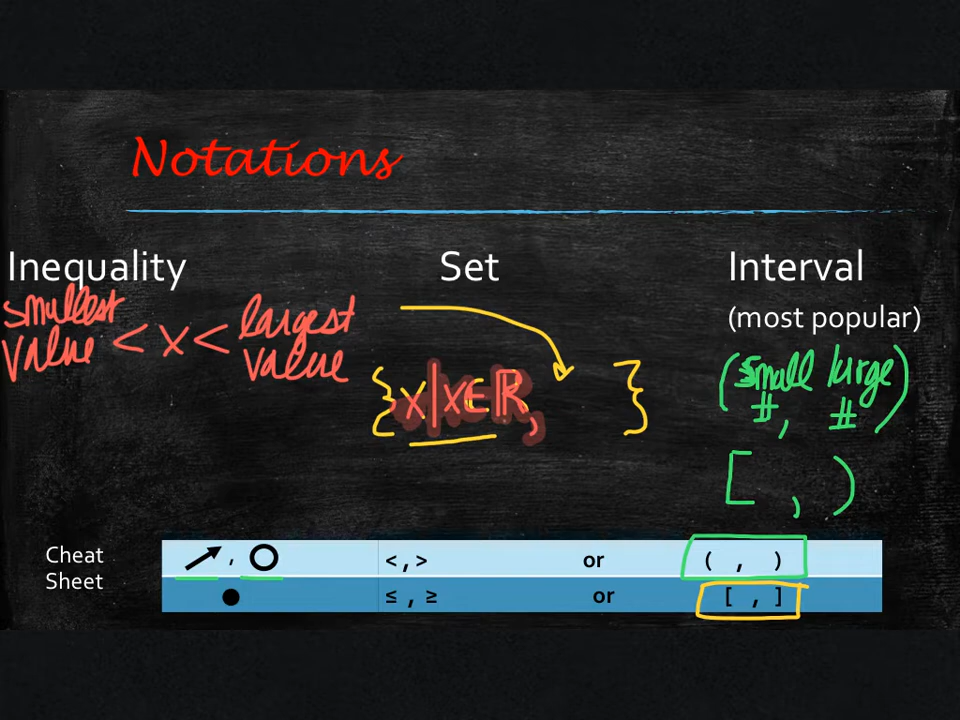 Notations
Inequality
Set
Interval
(most popular)
smallest
value < x < largest
value
{x|x∈ℝ, }
(small large
#, #)
[ , )
Cheat
Sheet
, <,> or ( , )
≤ , ≥ or [ , ]